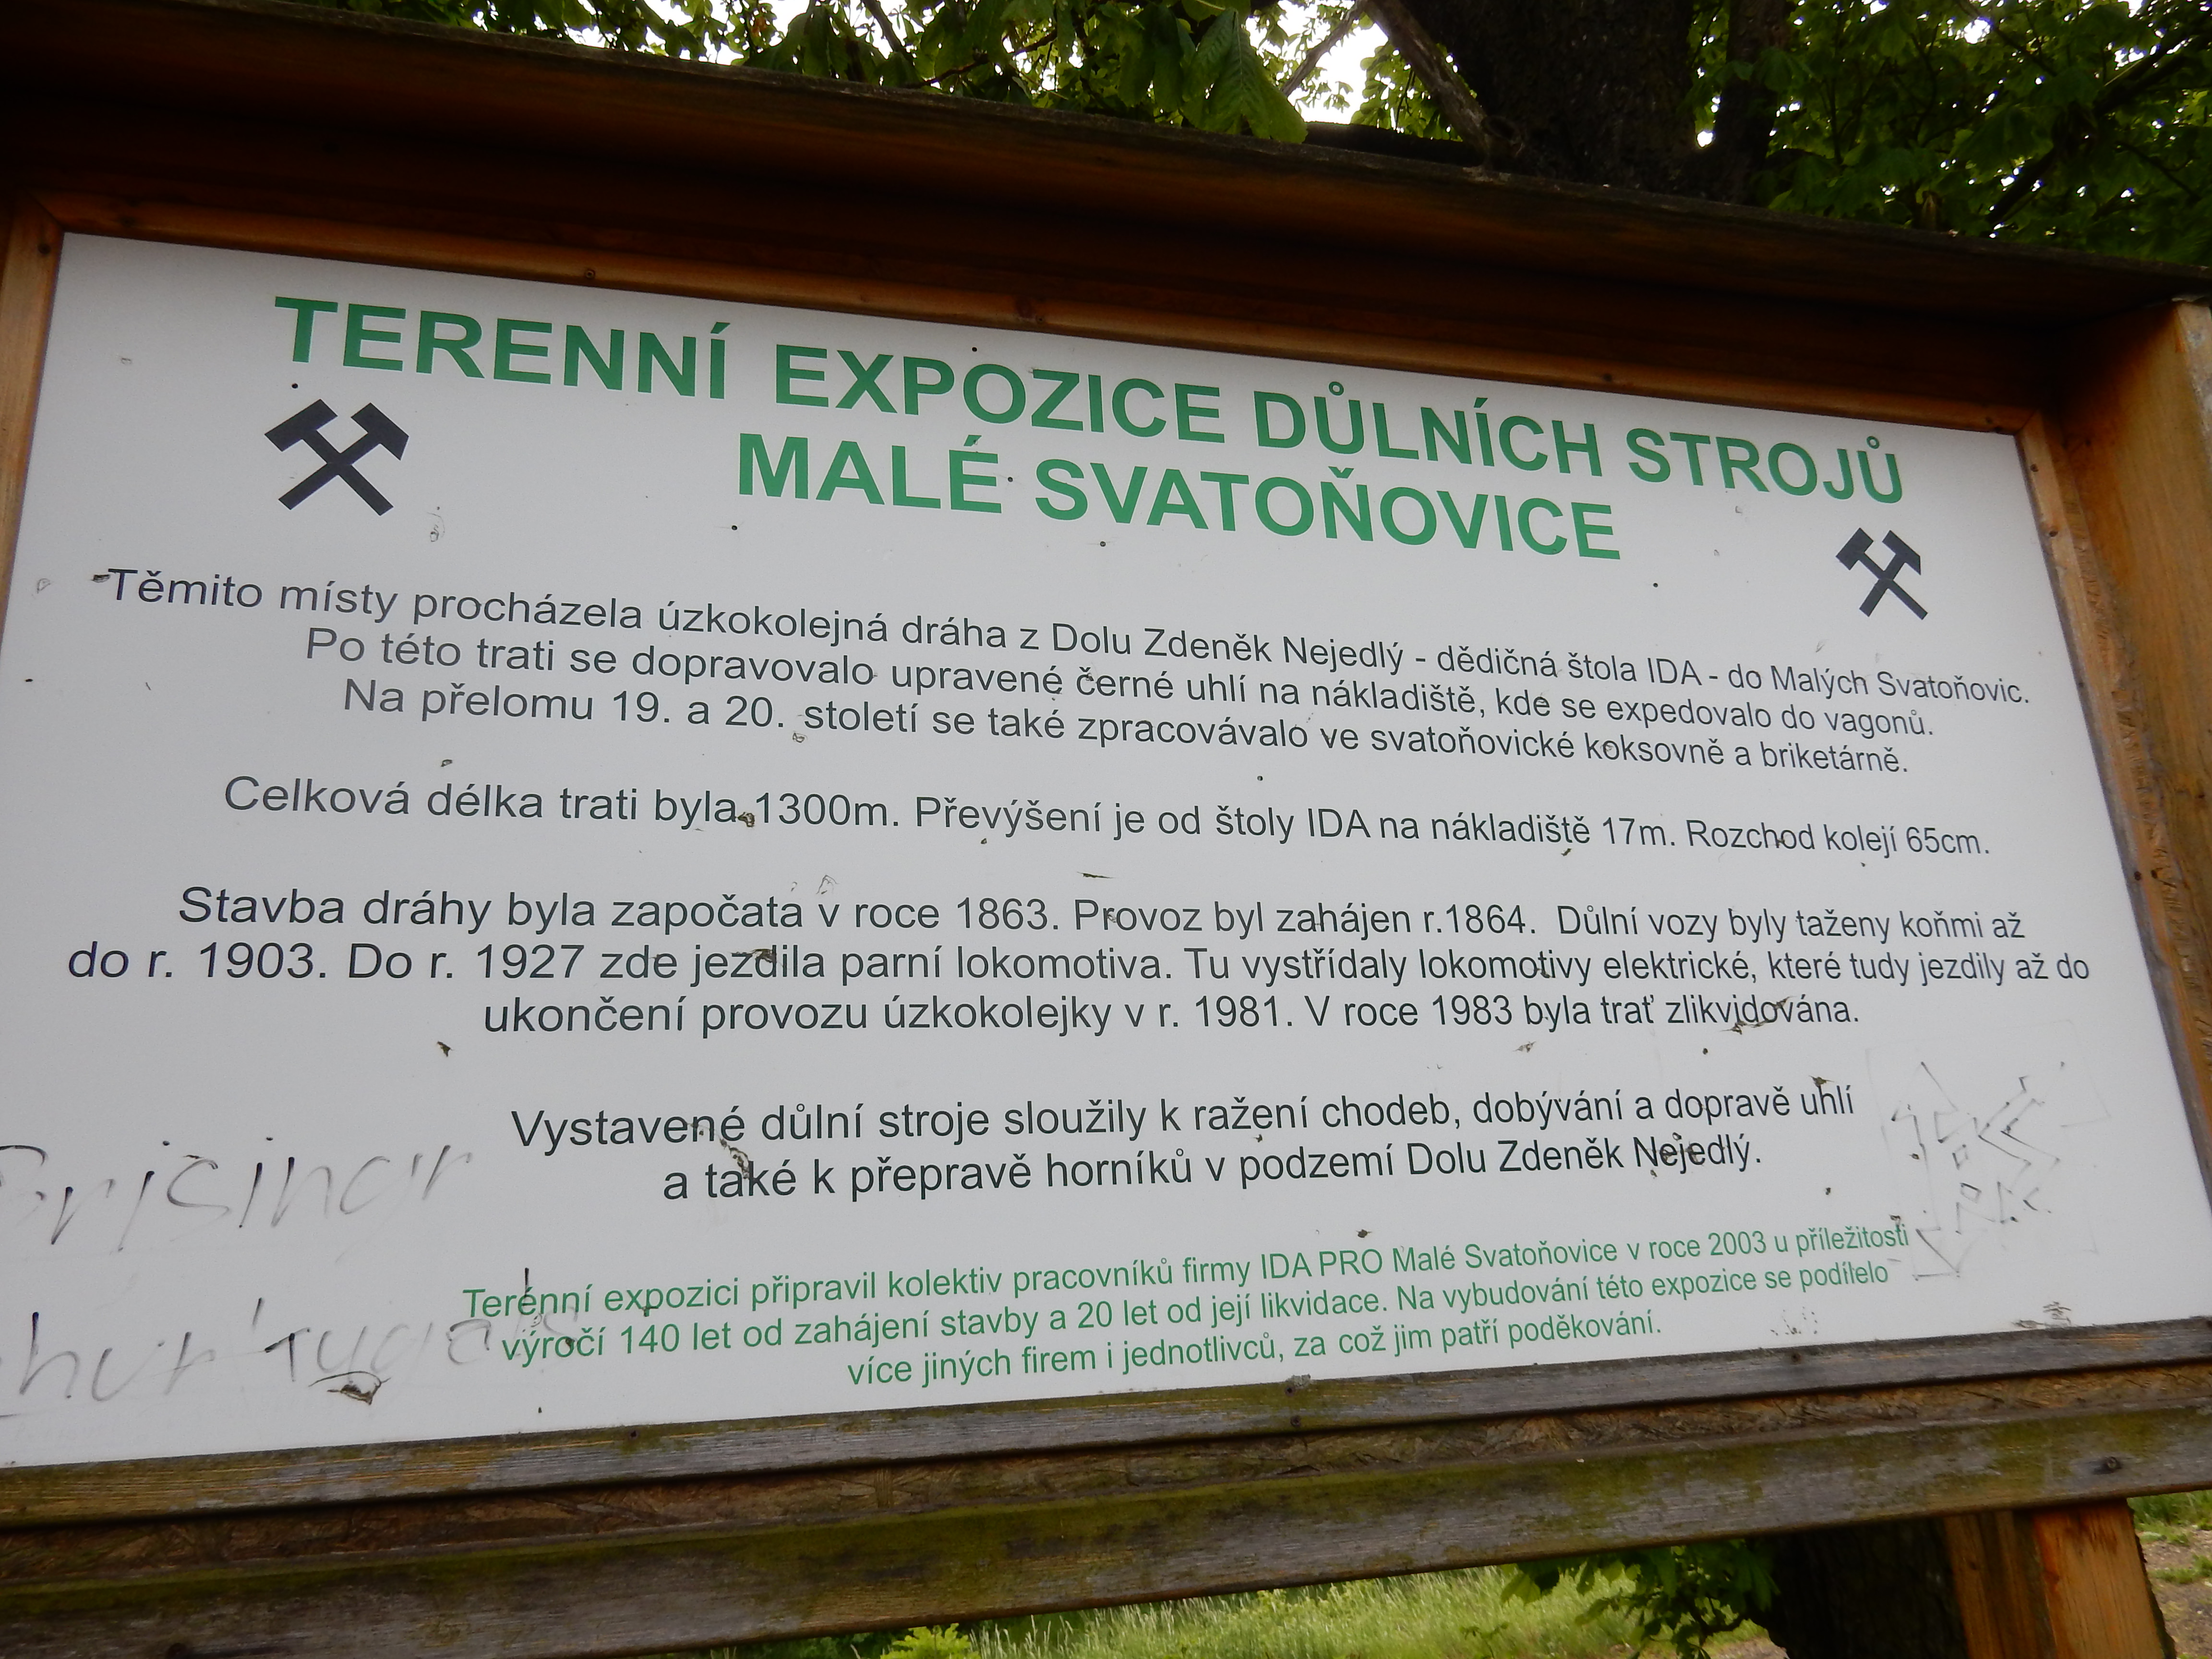 TERENNÍ EXPOZICE DŮLNÍCH STROJŮ
MALÉ SVATOŇOVICE
Těmito místy procházela úzkokolejná dráha z Dolu Zdeněk Nejedlý - dědičná štola IDA - do Malých Svatoňovic.
Po této trati se dopravovalo upravené černé uhlí na nákladiště, kde se expedovalo do vagonů.
Na přelomu 19. a 20. století se také zpracovávalo ve svatoňovické koksovně a briketárně.
Celková délka trati byla 1300m. Převýšení je od štoly IDA na nákladiště 17m. Rozchod kolejí 65cm.
Stavba dráhy byla započata v roce 1863. Provoz byl zahájen r.1864. Důlní vozy byly taženy koňmi až
do r. 1903. Do r. 1927 zde jezdila parní lokomotiva. Tu vystřídaly lokomotivy elektrické, které tudy jezdily až do
ukončení provozu úzkokolejky v r. 1981. V roce 1983 byla trať zlikvidována.
Vystavené důlní stroje sloužily k ražení chodeb, dobývání a dopravě uhlí
a také k přepravě horníků v podzemí Dolu Zdeněk Nejedlý.
Terénní expozici připravil kolektiv pracovníků firmy IDA PRO Malé Svatoňovice v roce 2003 u příležitosti
výročí 140 let od zahájení stavby a 20 let od její likvidace. Na vybudování této expozice se podílelo
více jiných firem i jednotlivců, za což jim patří poděkování.